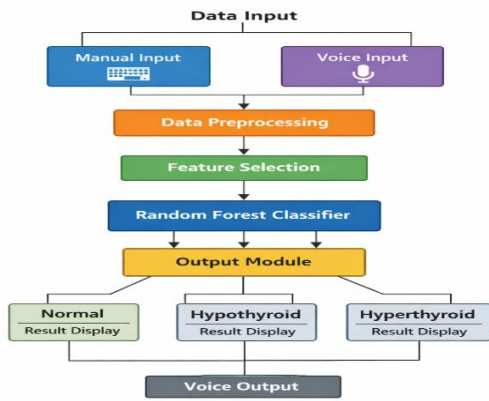 Data Input
Manual Input
Voice Input
Data Preprocessing
Feature Selection
Random Forest Classifier
Output Module
Normal
Result Display
Hypothyroid
Result Display
Hyperthyroid
Result Display
Voice Output